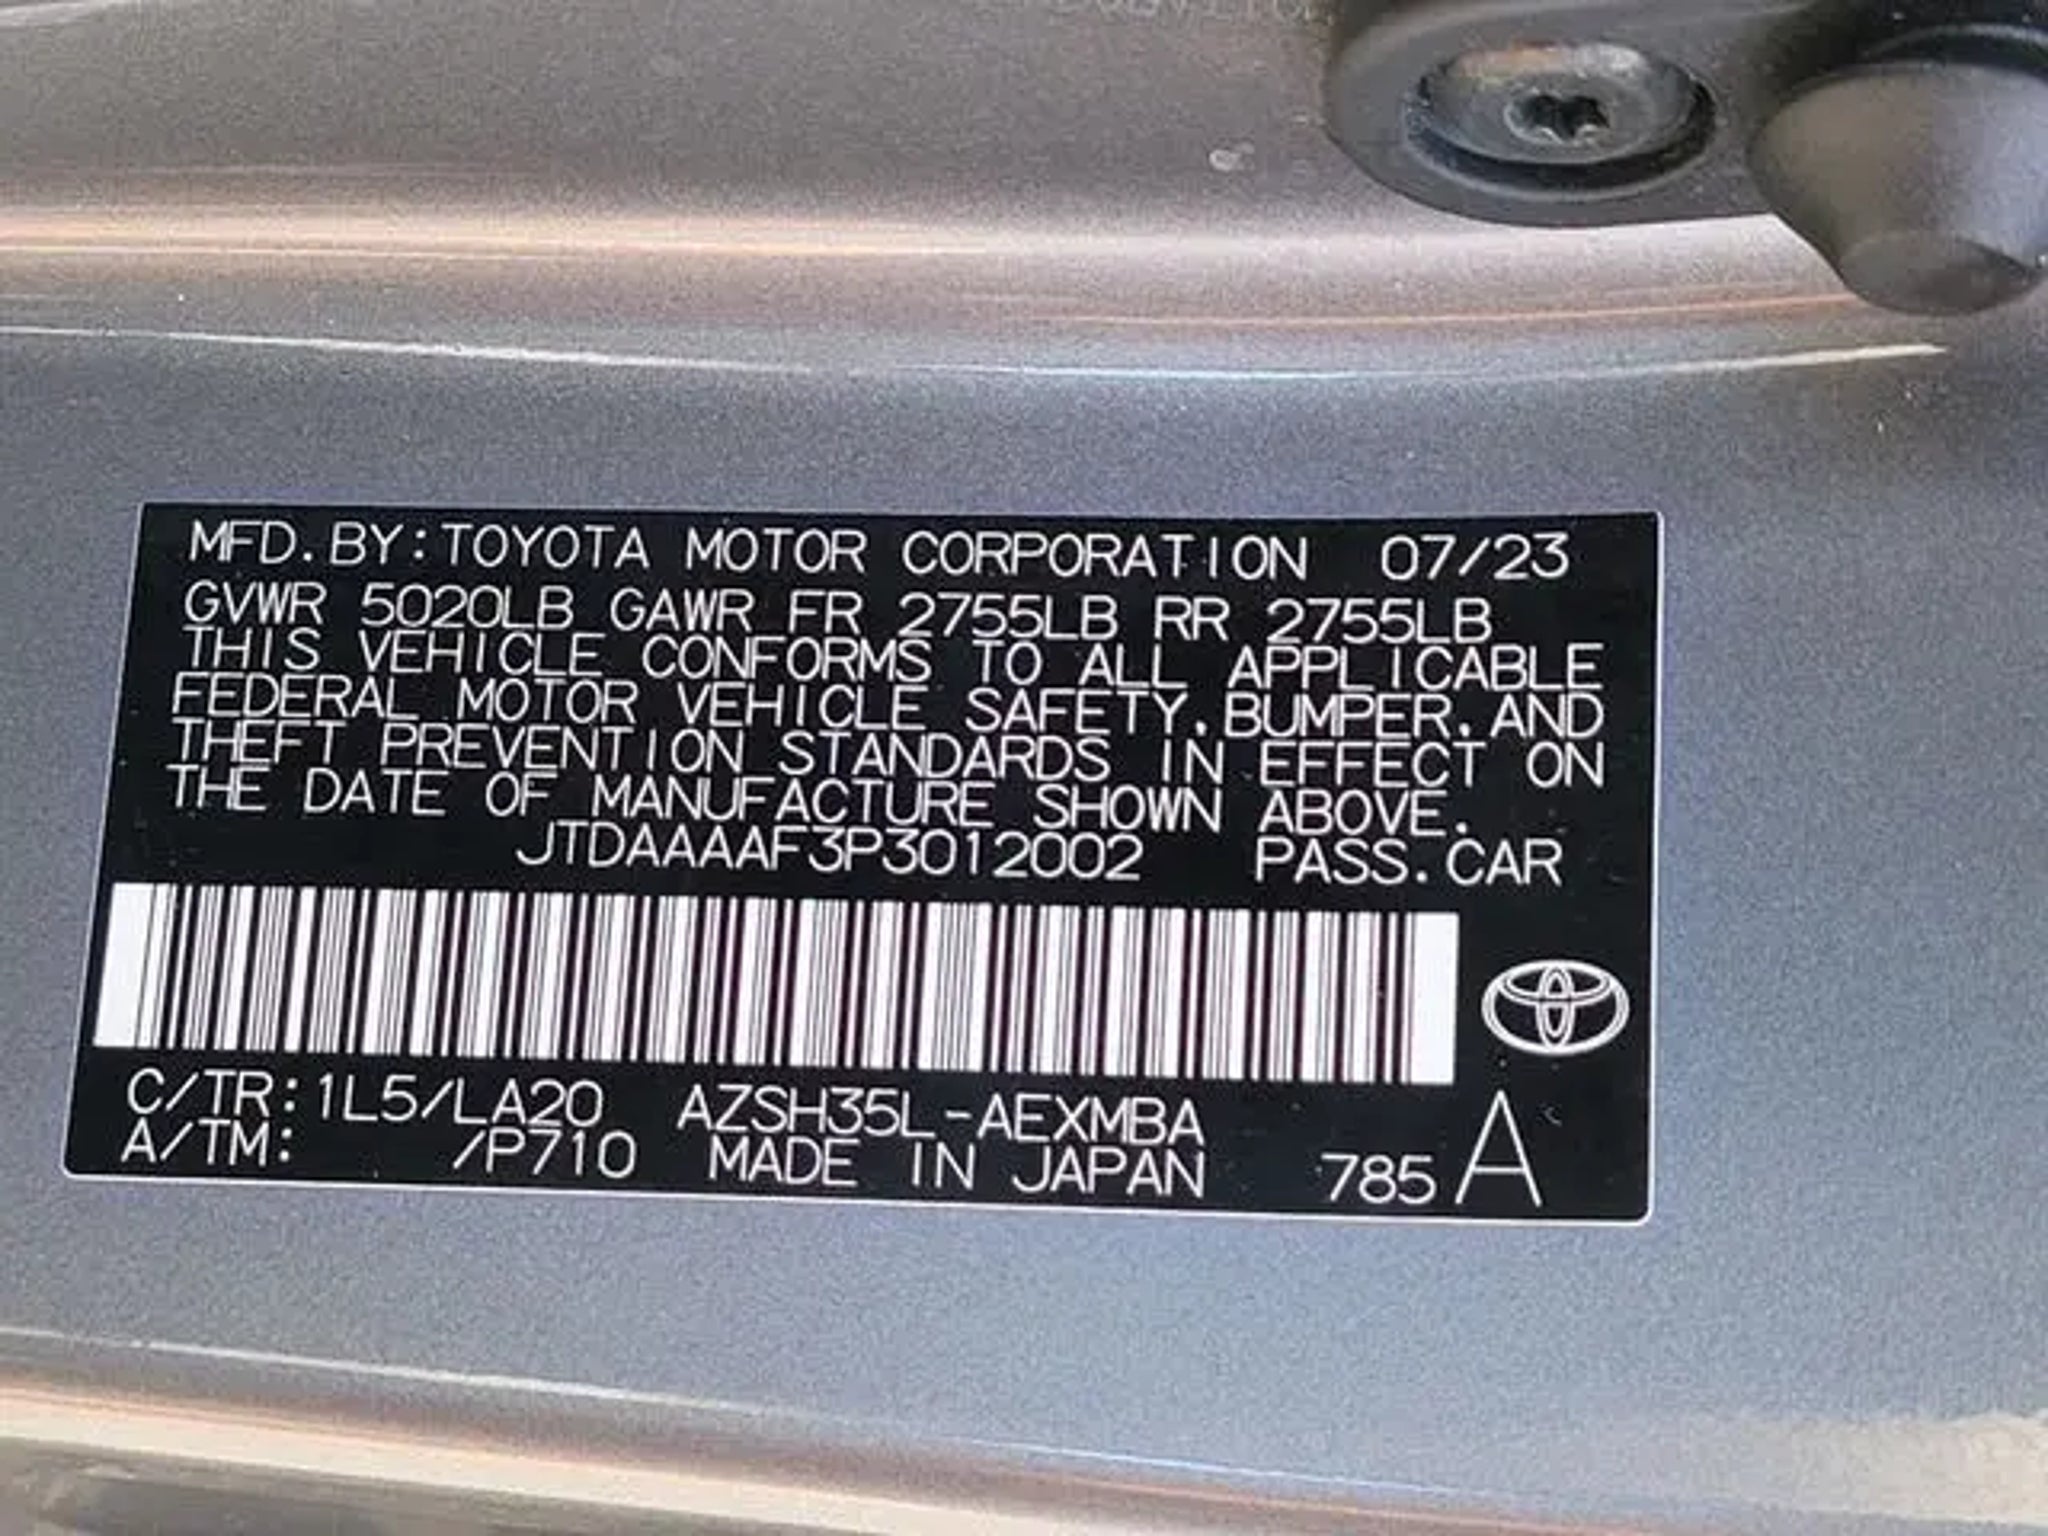 MFD. BY: TOYOTA MOTOR CORPORATION 07/23
GVWR 5020LB GAWR FR 2755LB RR 2755LB
THIS VEHICLE CONFORMS TO ALL APPLICABLE
FEDERAL MOTOR VEHICLE SAFETY, BUMPER, AND
THEFT PREVENTION STANDARDS IN EFFECT ON
THE DATE OF MANUFACTURE SHOWN ABOVE.
JTDAAAAF3P3012002 PASS. CAR
C/TR: 1L5/LA20 AZSH35L-AEXMBA
A/TM: /P710 MADE IN JAPAN 785 A